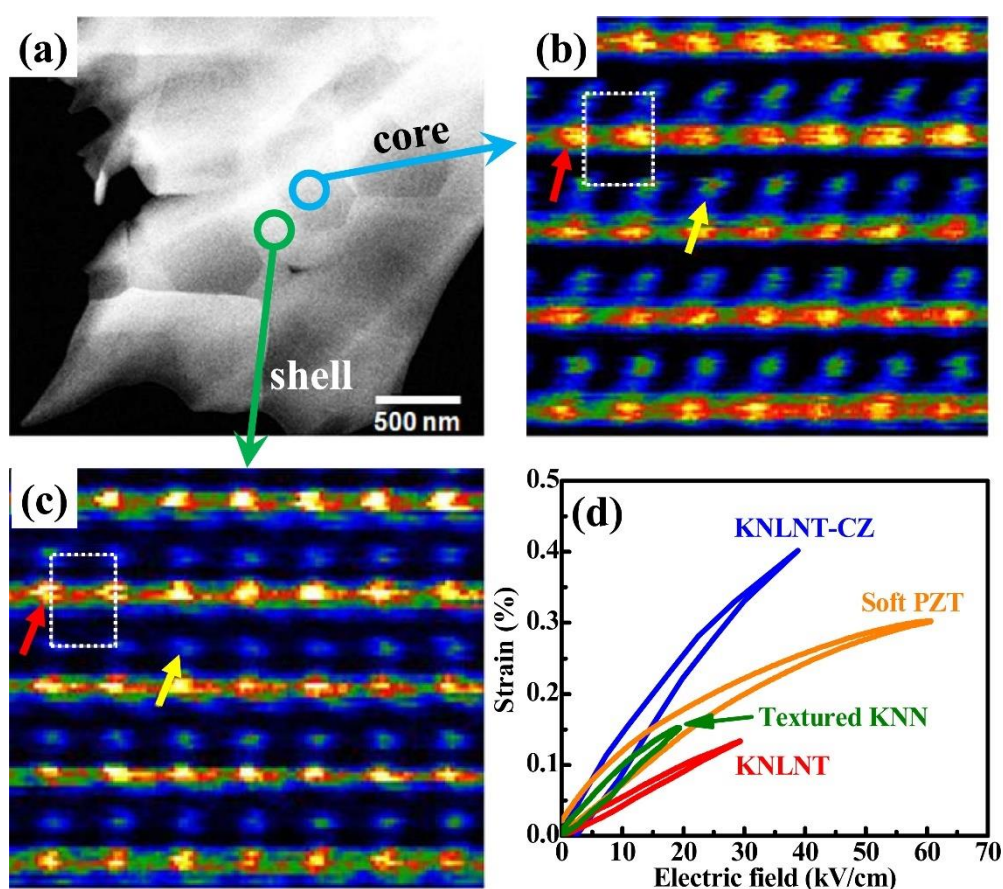 (a)
core
shell
500 nm
(b)
(c)
(d)
0.5
0.4
0.3
0.2
0.1
0.0
Strain (%)
KNLNT-CZ
Soft PZT
Textured KNN
KNLNT
0 10 20 30 40 50 60 70
Electric field (kV/cm)